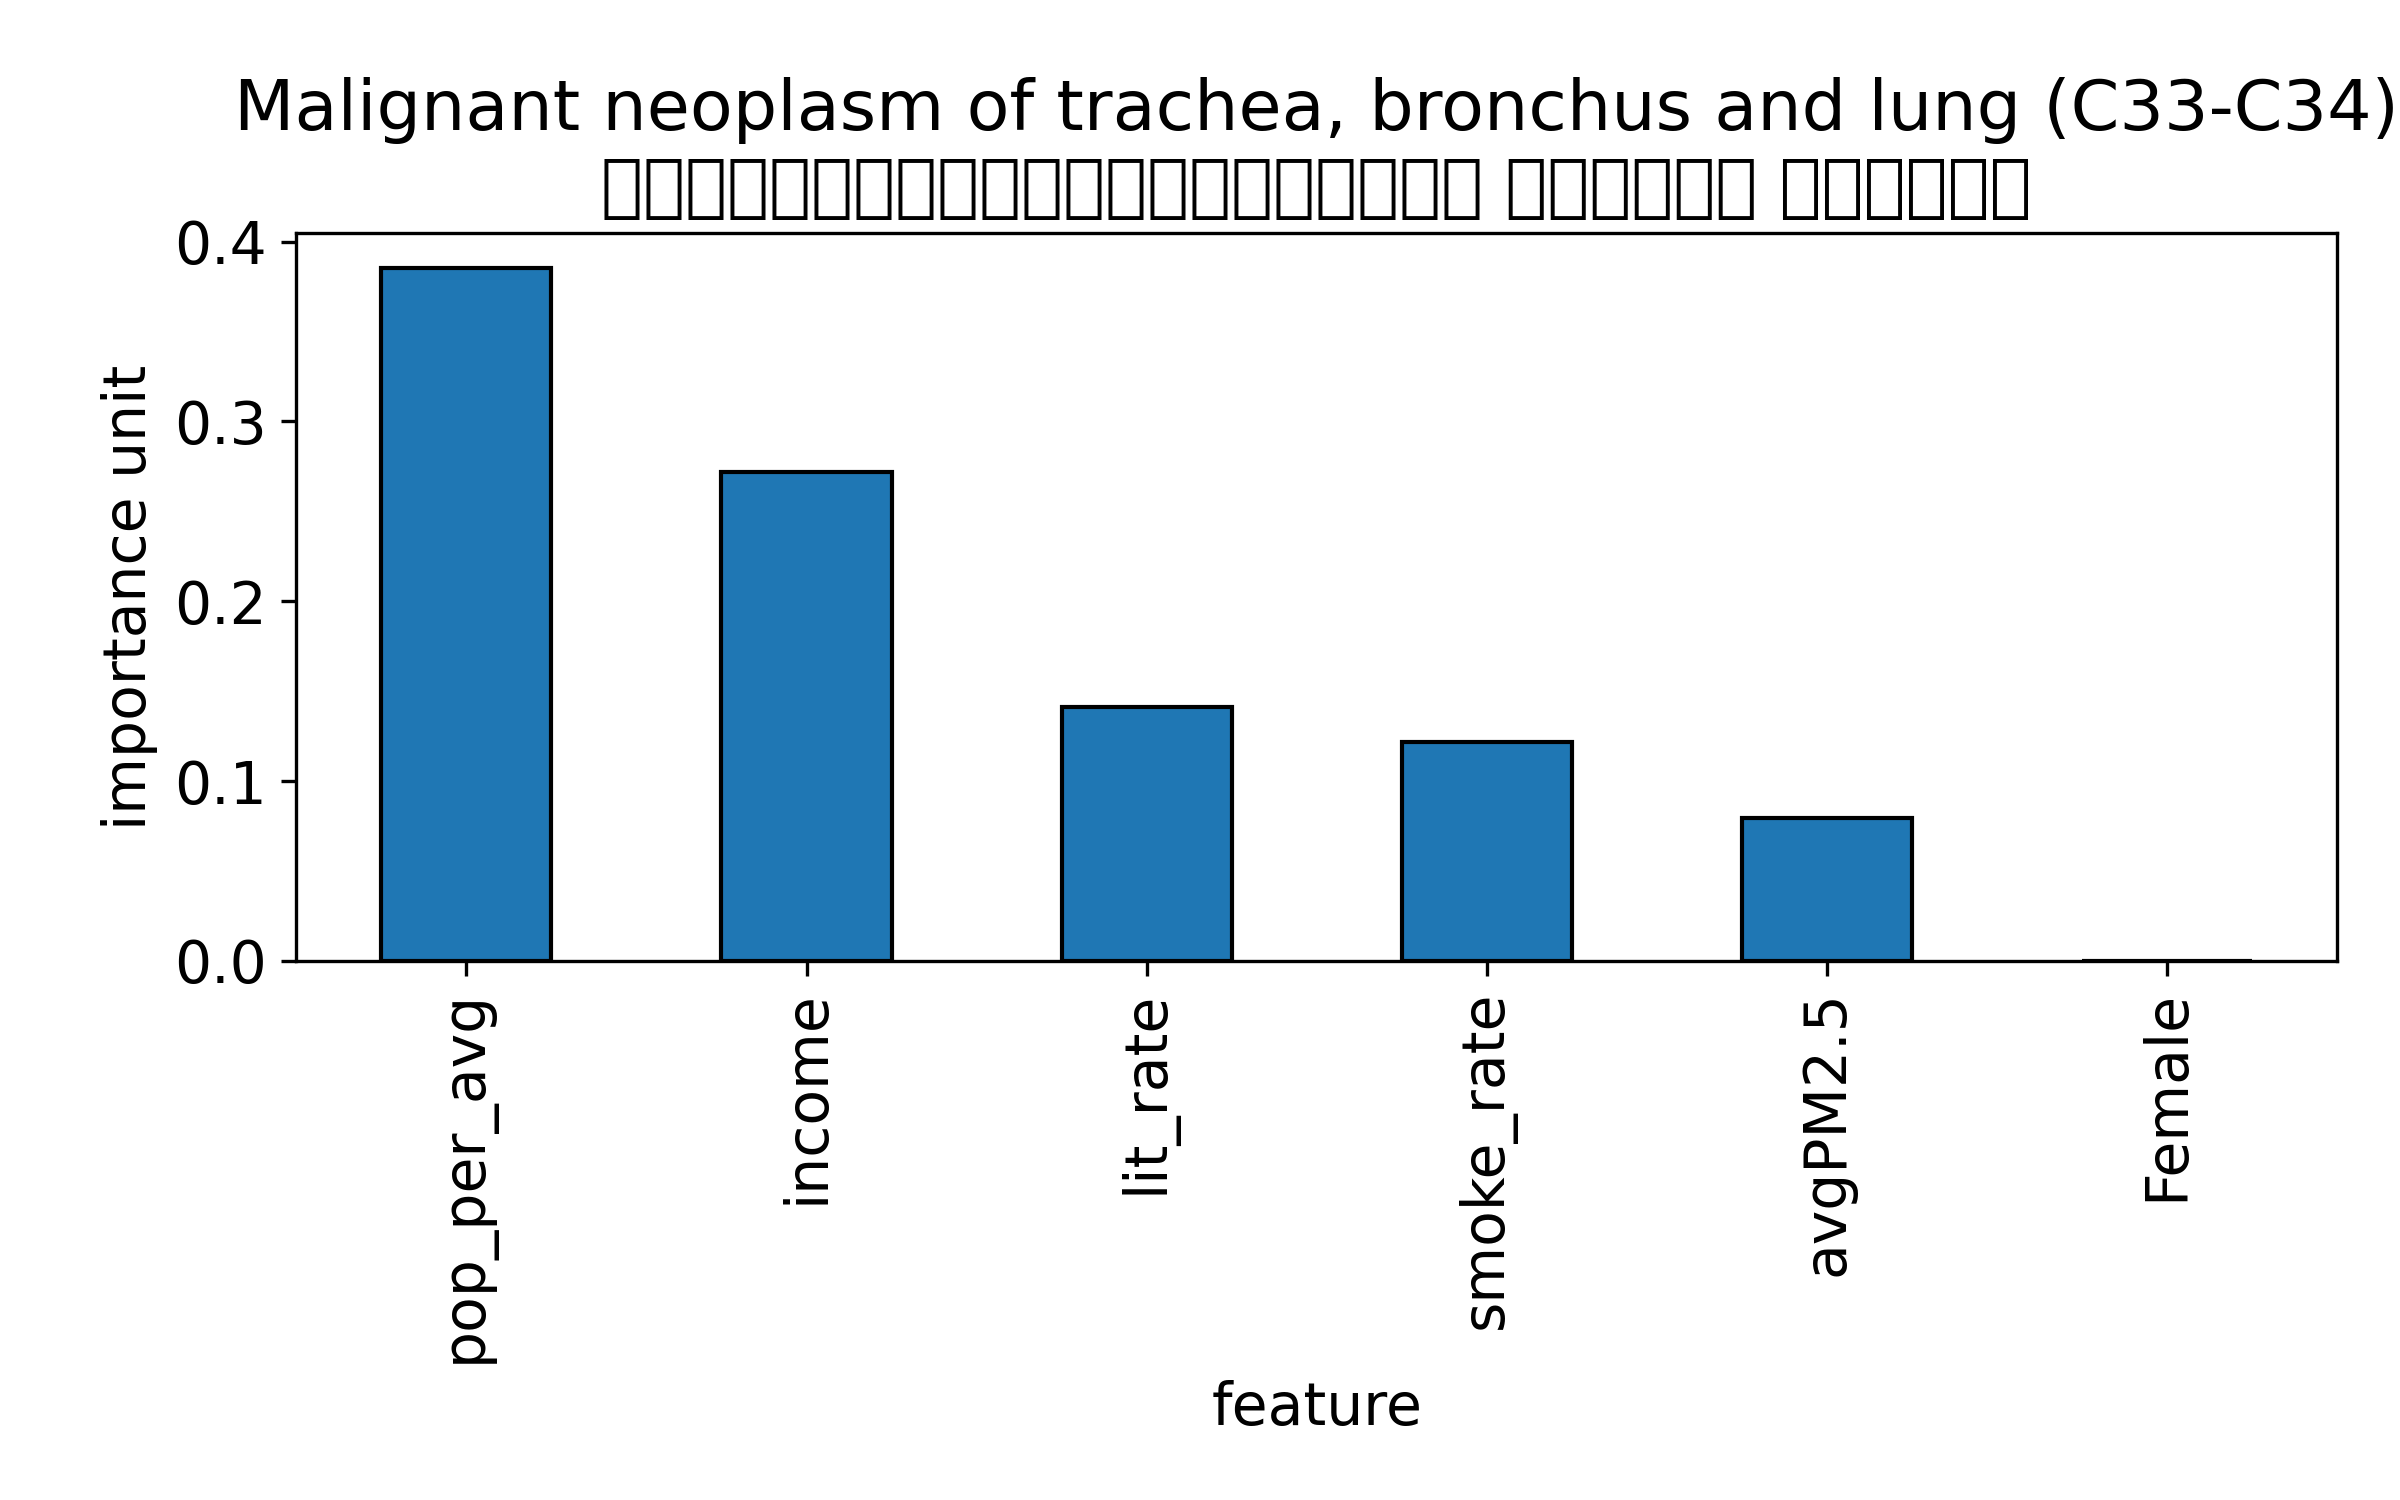 Malignant neoplasm of trachea, bronchus and lung (C33-C34)
0.4
0.3
0.2
0.1
0.0
importance unit
pop_per_avg
income
lit_rate
smoke_rate
avgPM2.5
Female
feature